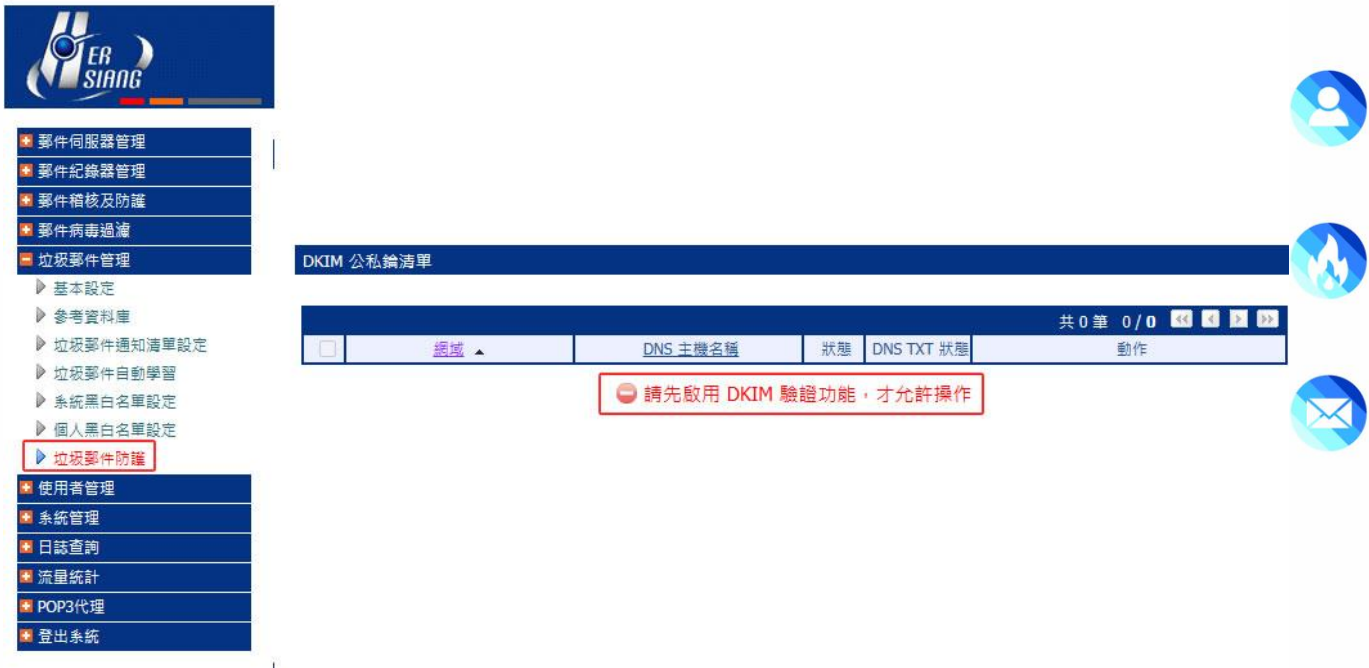 HER
SIANG
郵件伺服器管理
郵件紀錄器管理
郵件稽核及防護
郵件病毒過濾
垃圾郵件管理
基本設定
參考資料庫
垃圾郵件通知清單設定
垃圾郵件自動學習
系統黑白名單設定
個人黑白名單設定
垃圾郵件防護
使用者管理
系統管理
日誌查詢
流量統計
POP3代理
登出系統
DKIM 公私鑰清單
共 0 筆 0 / 0
網域 ▲ DNS 主機名稱 狀態 DNS TXT 狀態 動作
請先啟用 DKIM 驗證功能，才允許操作